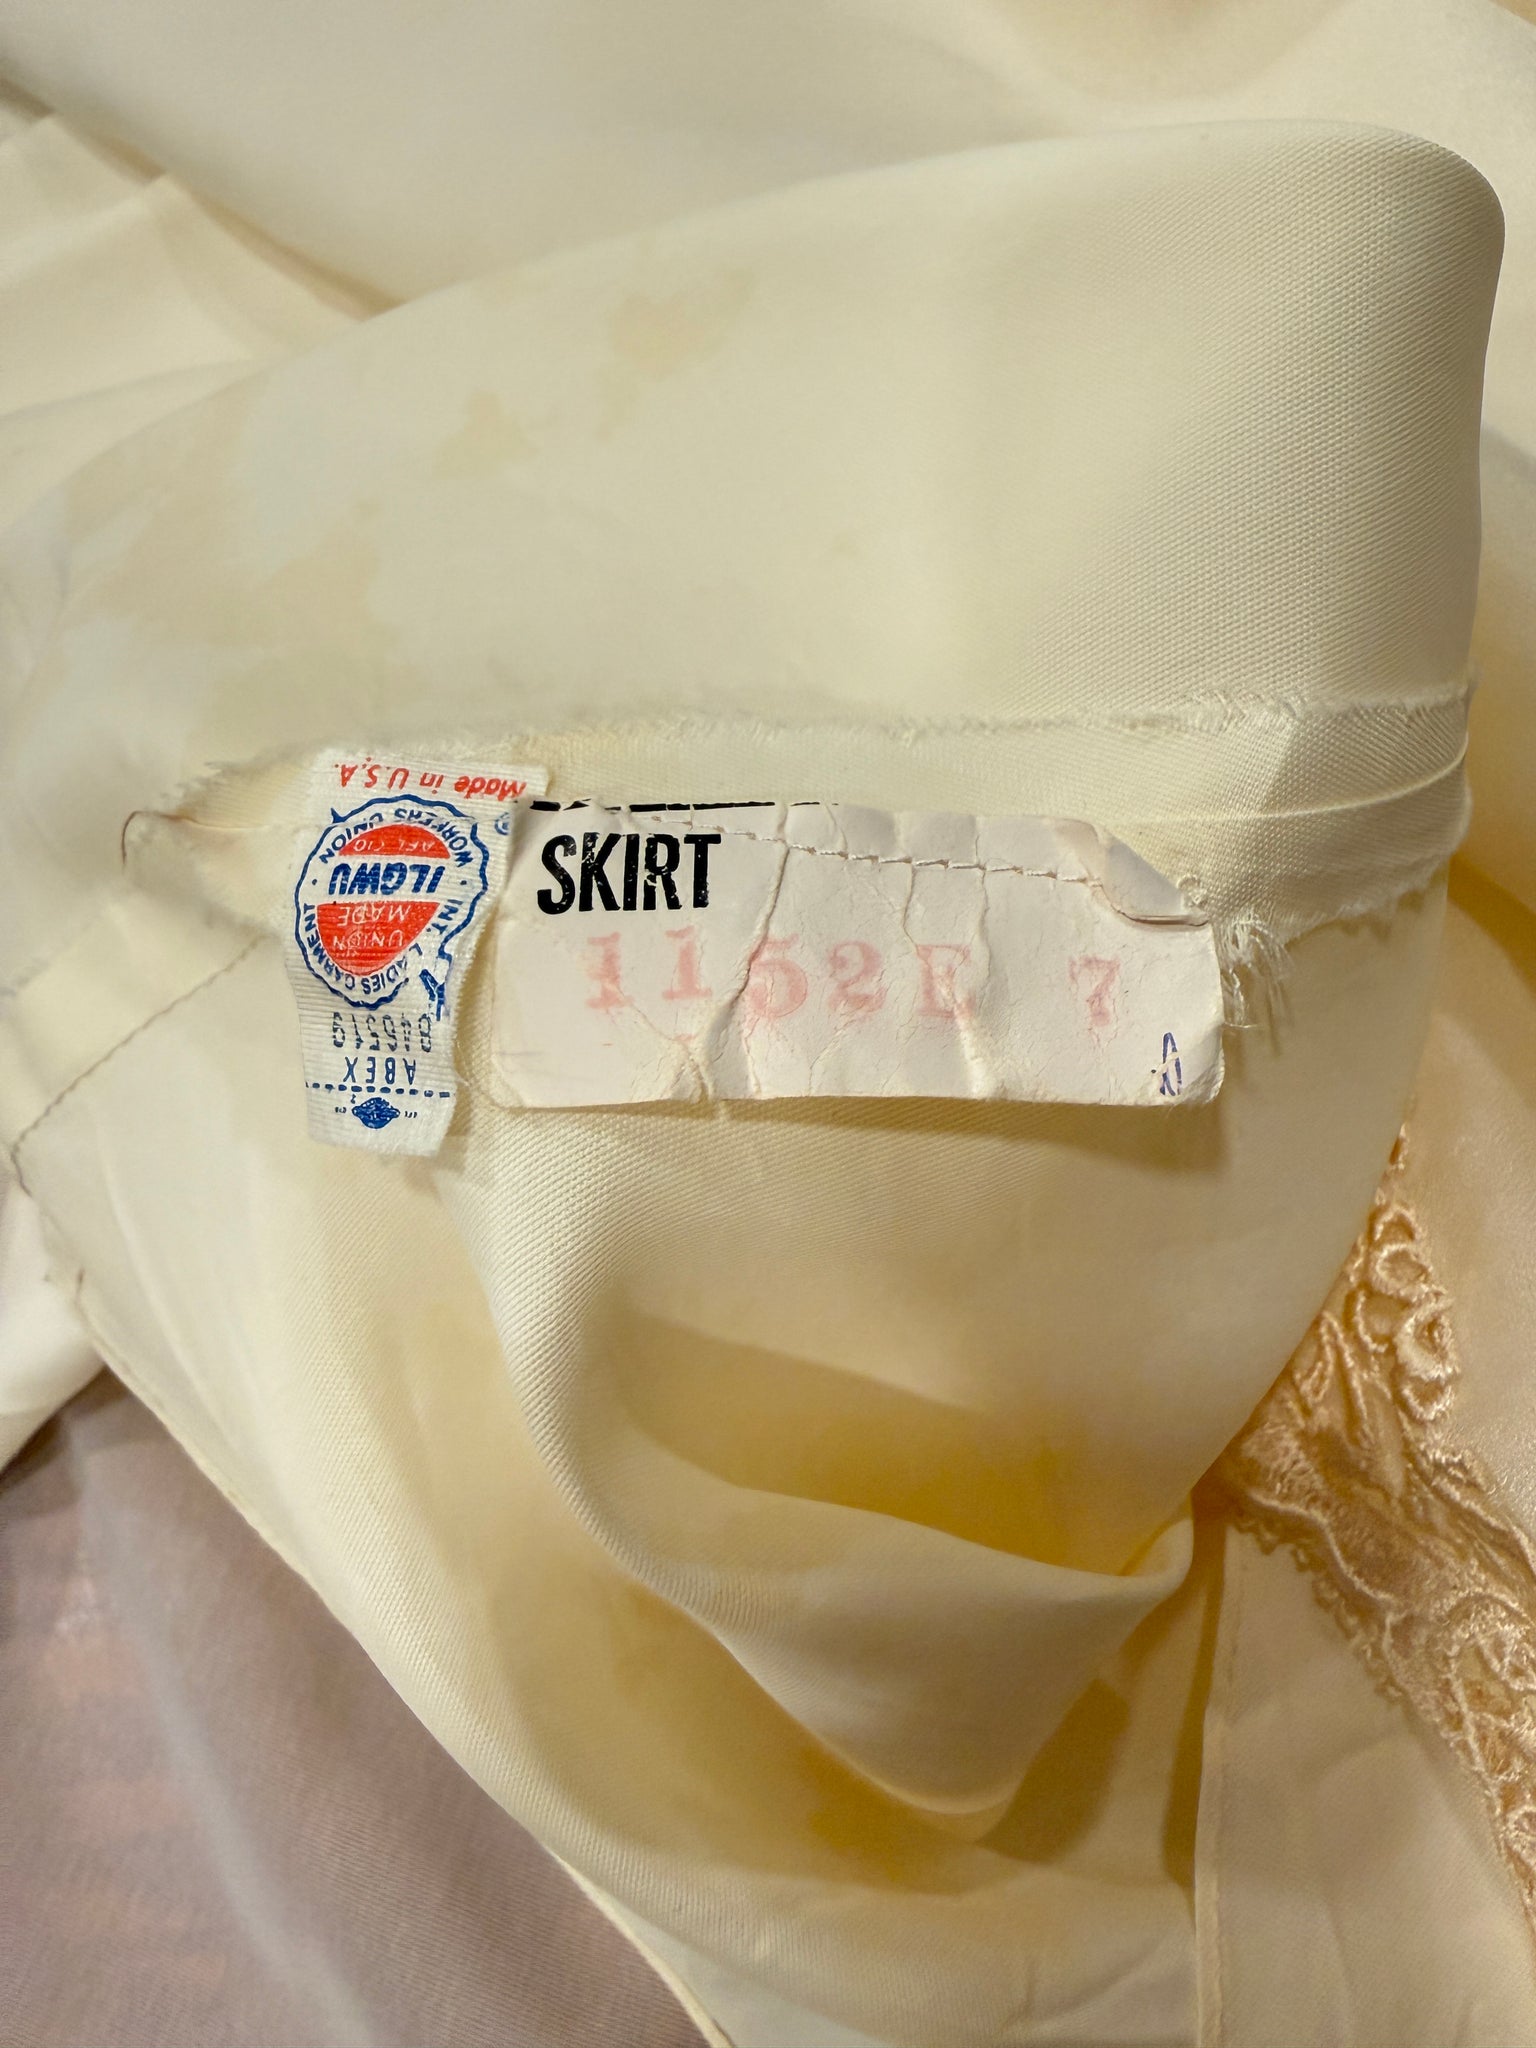 Made in U.S.A.
®
INT. LADIES GARMENT WORKERS UNION
AFL CIO
ILGWU
UNION
MADE
846519
ABEX
SKIRT
1152E 7